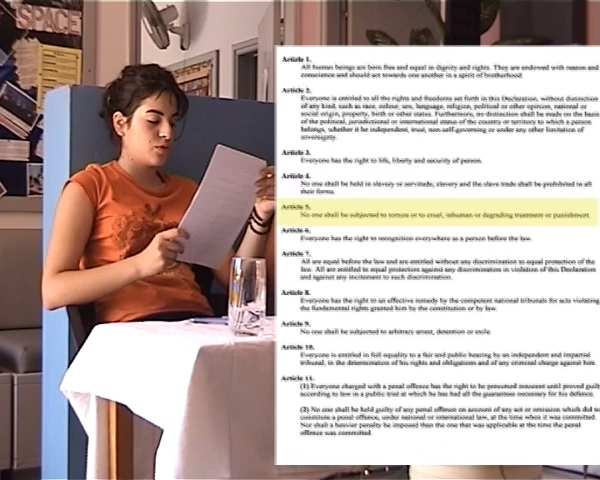 SPACE
Article 1.
All human beings are born free and equal in dignity and rights. They are endowed with reason and
conscience and should act towards one another in a spirit of brotherhood.
Article 2.
Everyone is entitled to all the rights and freedoms set forth in this Declaration, without distinction
of any kind, such as race, colour, sex, language, religion, political or other opinion, national or
social origin, property, birth or other status. Furthermore, no distinction shall be made on the basis
of the political, jurisdictional or international status of the country or territory to which a person
belongs, whether it be independent, trust, non-self-governing or under any other limitation of
sovereignty.
Article 3.
Everyone has the right to life, liberty and security of person.
Article 4.
No one shall be held in slavery or servitude; slavery and the slave trade shall be prohibited in all
their forms.
Article 5.
No one shall be subjected to torture or to cruel, inhuman or degrading treatment or punishment.
Article 6.
Everyone has the right to recognition everywhere as a person before the law.
Article 7.
All are equal before the law and are entitled without any discrimination to equal protection of the
law. All are entitled to equal protection against any discrimination in violation of this Declaration
and against any incitement to such discrimination.
Article 8.
Everyone has the right to an effective remedy by the competent national tribunals for acts violating
the fundamental rights granted him by the constitution or by law.
Article 9.
No one shall be subjected to arbitrary arrest, detention or exile.
Article 10.
Everyone is entitled in full equality to a fair and public hearing by an independent and impartial
tribunal, in the determination of his rights and obligations and of any criminal charge against him.
Article 11.
(1) Everyone charged with a penal offence has the right to be presumed innocent until proved guilty
according to law in a public trial at which he has had all the guarantees necessary for his defence.
(2) No one shall be held guilty of any penal offence on account of any act or omission which did no
constitute a penal offence, under national or international law, at the time when it was committed.
Nor shall a heavier penalty be imposed than the one that was applicable at the time the penal
offence was committed.